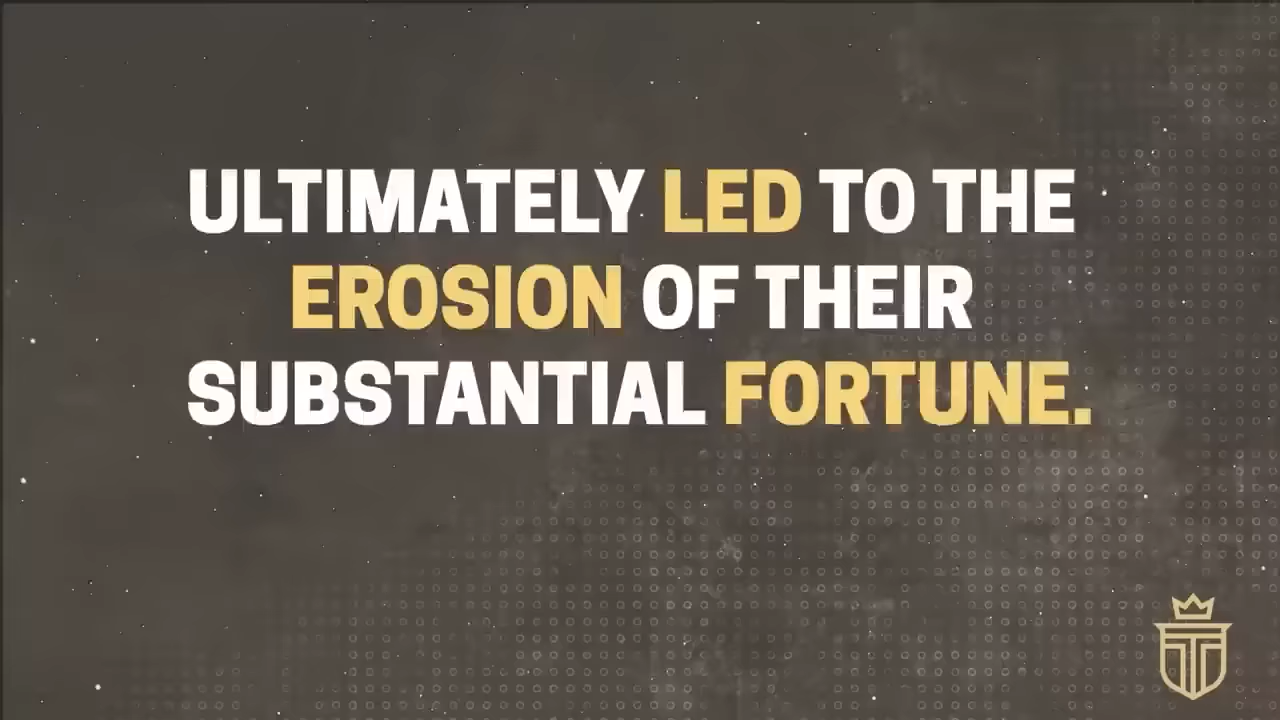 ULTIMATELY LED TO THE
EROSION OF THEIR
SUBSTANTIAL FORTUNE.